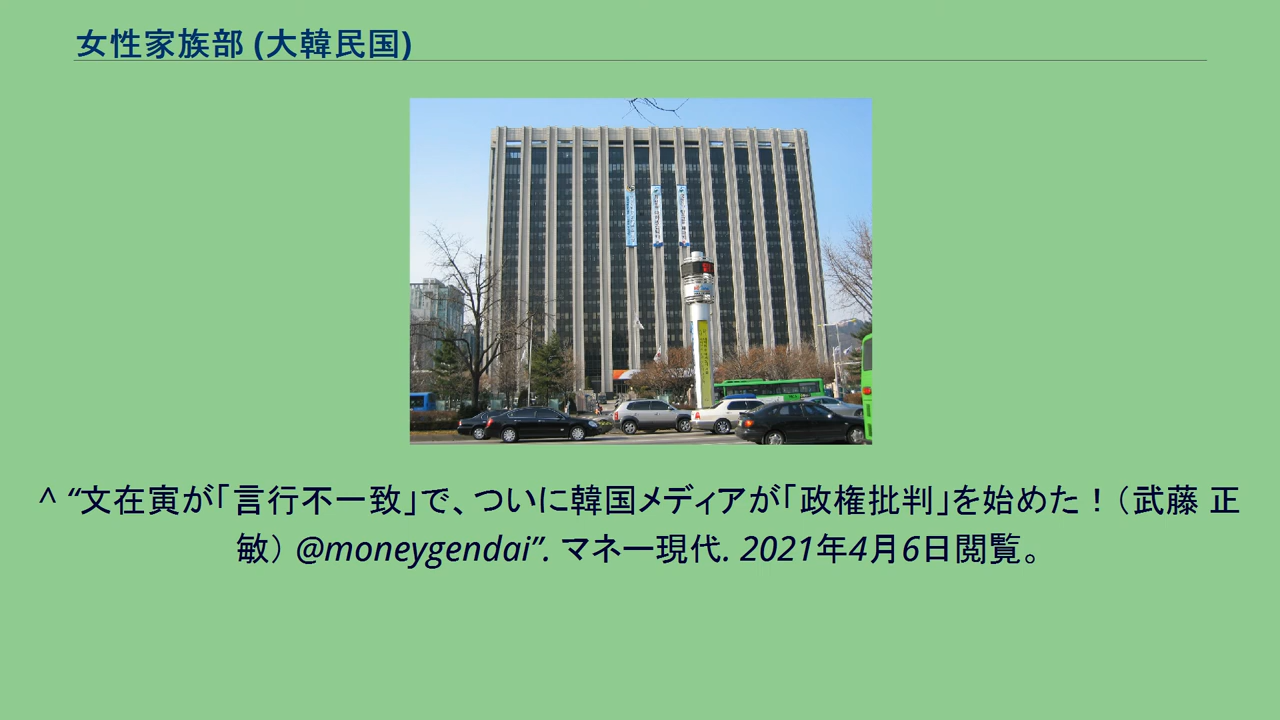 女性家族部 (大韓民国)
^ “文在寅が「言行不一致」で、ついに韓国メディアが「政権批判」を始めた！（武藤 正
敏） @moneygendai”. マネー現代. 2021年4月6日閲覧。